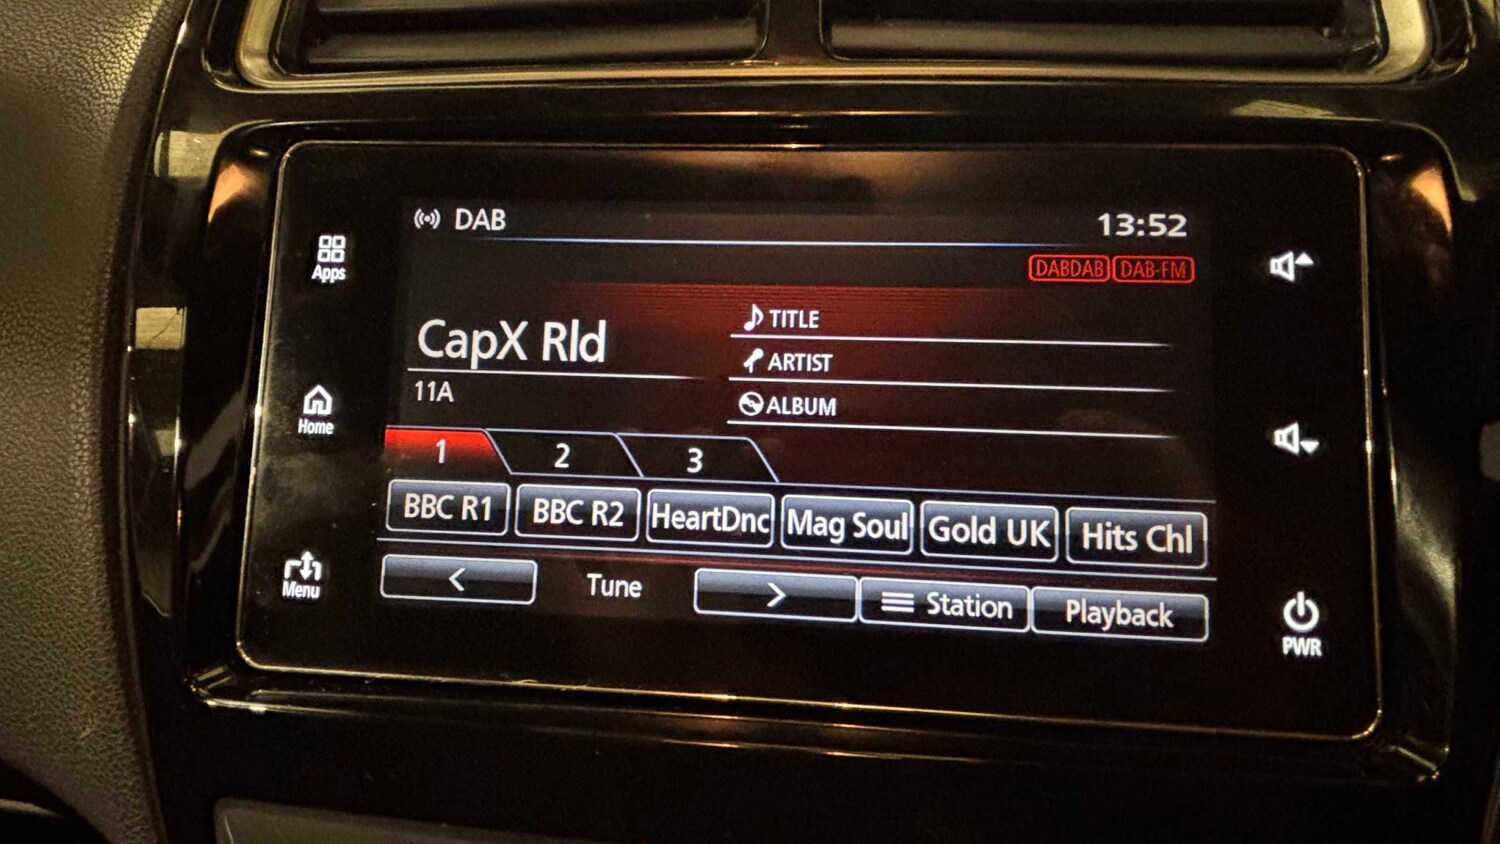 DAB
13:52
Apps
DABDAB DAB-FM
TITLE
CapX Rld
ARTIST
11A
ALBUM
Home
1 2 3
BBC R1 BBC R2 HeartDnc Mag Soul Gold UK Hits Chl
< Tune > Station Playback
Menu
PWR